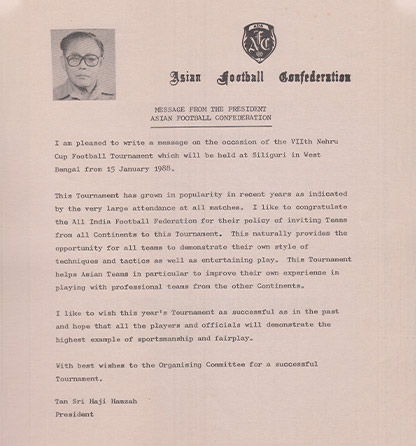 AFC
Asian Football Confederation
MESSAGE FROM THE PRESIDENT
ASIAN FOOTBALL CONFEDERATION
I am pleased to write a message on the occasion of the VIIth Nehru
Cup Football Tournament which will be held at Siliguri in West
Bengal from 15 January 1988.
This Tournament has grown in popularity in recent years as indicated
by the very large attendance at all matches. I like to congratulate
the All India Football Federation for their policy of inviting Teams
from all Continents to this Tournament. This naturally provides the
opportunity for all teams to demonstrate their own style of
techniques and tactics as well as entertaining play. This Tournament
helps Asian Teams in particular to improve their own experience in
playing with professional teams from the other Continents.
I like to wish this year's Tournament as successful as in the past
and hope that all the players and officials will demonstrate the
highest example of sportsmanship and fairplay.
With best wishes to the Organising Committee for a successful
Tournament.
Tan Sri Haji Hamzah
President